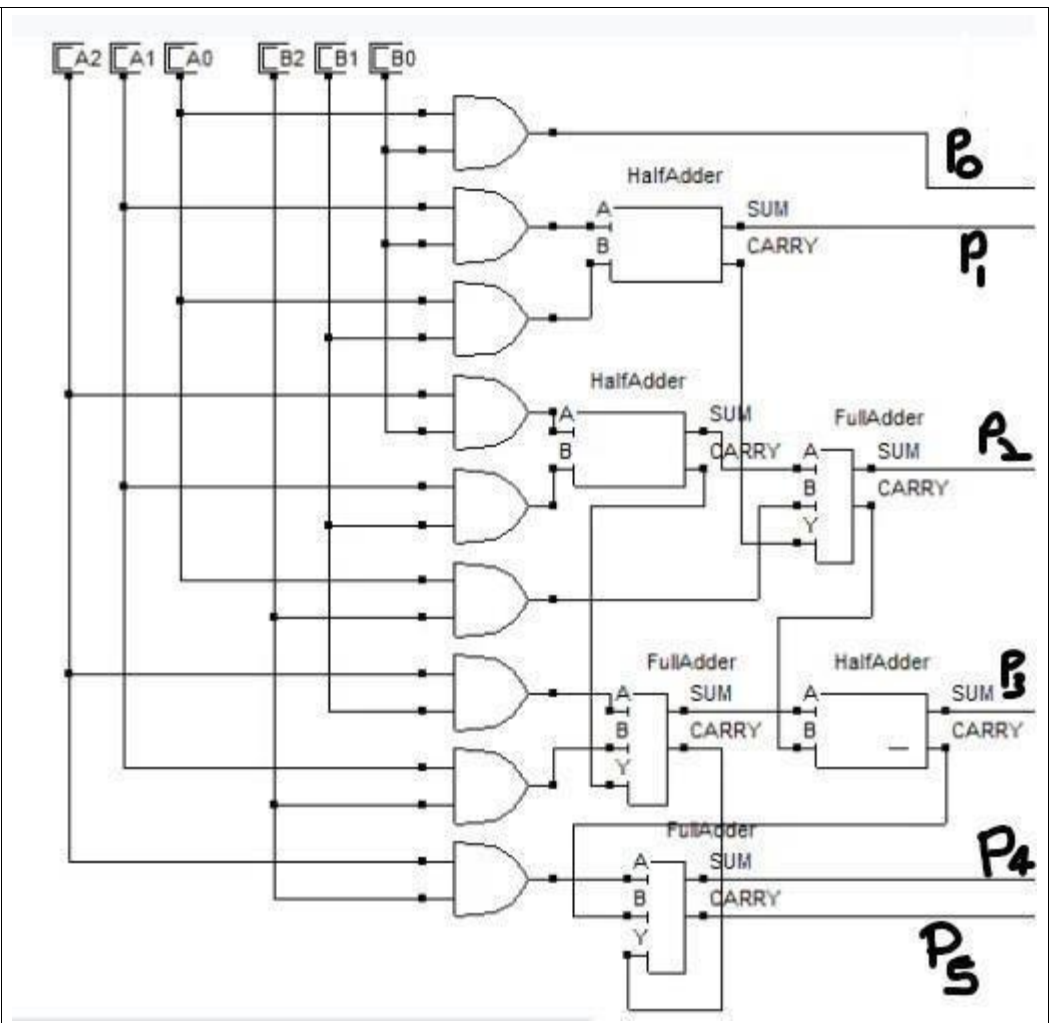 A2 A1 A0 B2 B1 B0
P0
HalfAdder
A SUM
B CARRY
P1
HalfAdder
A SUM
B CARRY
FullAdder
A SUM
B CARRY
Y
P2
FullAdder
A SUM
B CARRY
Y
HalfAdder
A SUM
B CARRY
P3
FullAdder
A SUM
B CARRY
Y
P4
P5